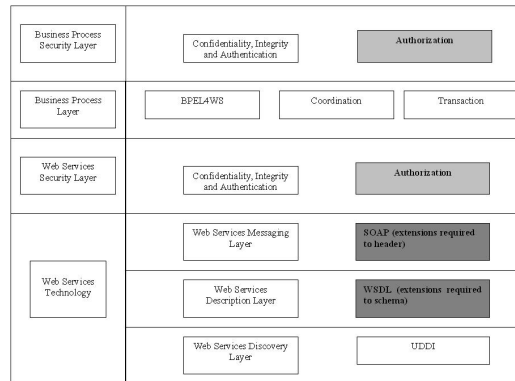 Business Process
Security Layer
Confidentiality, Integrity
and Authentication
Authorization
Business Process
Layer
BPEL4WS
Coordination
Transaction
Web Services
Security Layer
Confidentiality, Integrity
and Authentication
Authorization
Web Services
Technology
Web Services Messaging
Layer
SOAP (extensions required
to header)
Web Services
Description Layer
WSDL (extensions required
to schema)
Web Services Discovery
Layer
UDDI